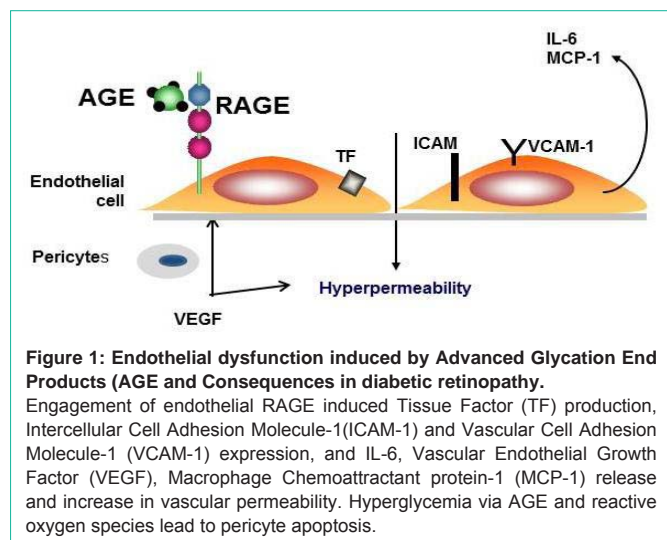 IL-6
MCP-1
AGE
RAGE
ICAM
VCAM-1
TF
Endothelial
cell
Pericytes
Hyperpermeability
VEGF
Figure 1: Endothelial dysfunction induced by Advanced Glycation End
Products (AGE and Consequences in diabetic retinopathy.
Engagement of endothelial RAGE induced Tissue Factor (TF) production,
Intercellular Cell Adhesion Molecule-1(ICAM-1) and Vascular Cell Adhesion
Molecule-1 (VCAM-1) expression, and IL-6, Vascular Endothelial Growth
Factor (VEGF), Macrophage Chemoattractant protein-1 (MCP-1) release
and increase in vascular permeability. Hyperglycemia via AGE and reactive
oxygen species lead to pericyte apoptosis.